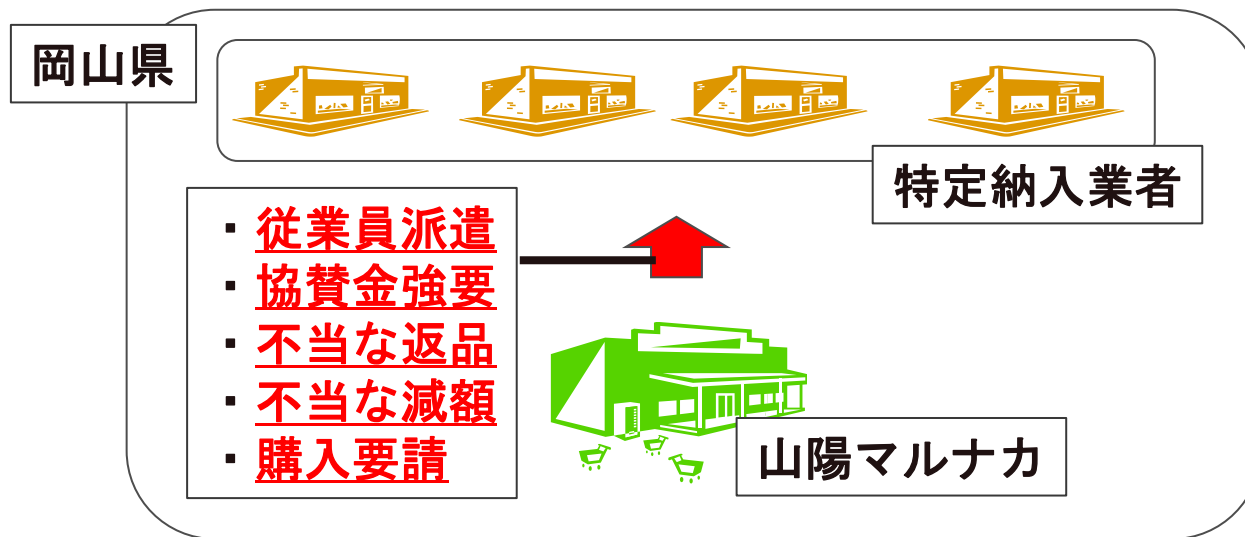 岡山県
特定納入業者
・従業員派遣
・協賛金強要
・不当な返品
・不当な減額
・購入要請
山陽マルナカ